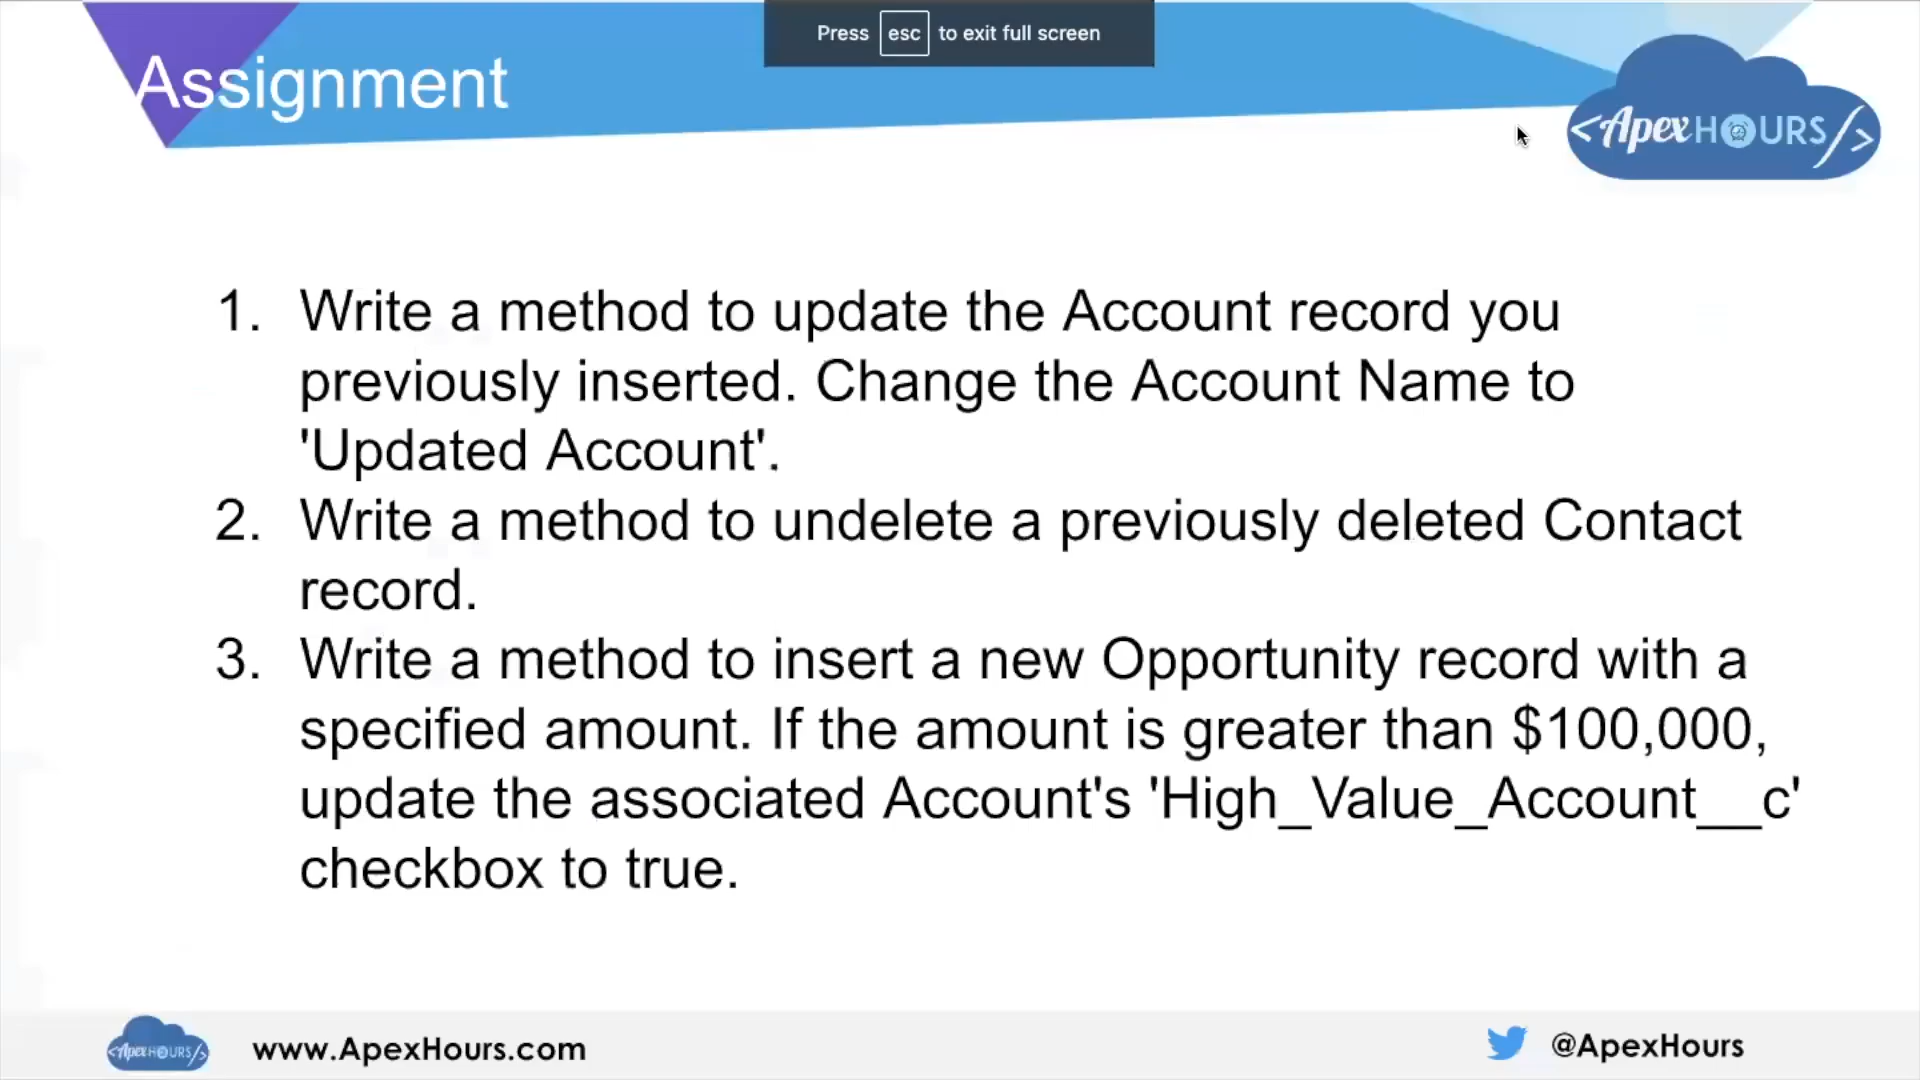 Press esc to exit full screen
Assignment
<ApexHOURS/>
1. Write a method to update the Account record you
previously inserted. Change the Account Name to
'Updated Account'.
2. Write a method to undelete a previously deleted Contact
record.
3. Write a method to insert a new Opportunity record with a
specified amount. If the amount is greater than $100,000,
update the associated Account's 'High_Value_Account__c'
checkbox to true.
<ApexHOURS/>
www.ApexHours.com
@ApexHours